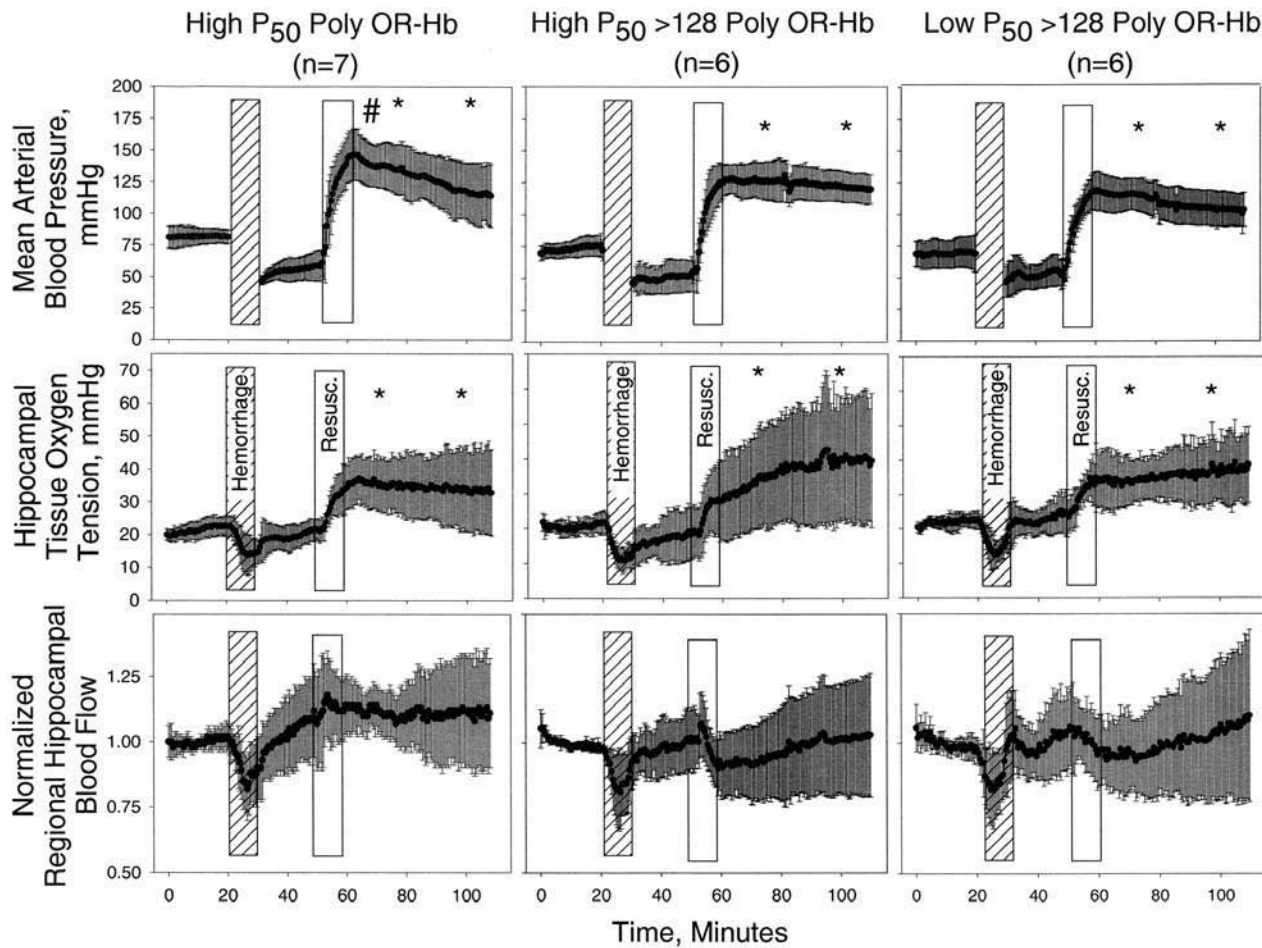 High P50 Poly OR-Hb
(n=7)
High P50 >128 Poly OR-Hb
(n=6)
Low P50 >128 Poly OR-Hb
(n=6)
Mean Arterial
Blood Pressure,
mmHg
200
175
150
125
100
75
50
25
0
#
*
*
*
*
*
*
Hippocampal
Tissue Oxygen
Tension, mmHg
70
60
50
40
30
20
10
0
Hemorrhage
Resusc.
*
*
Hemorrhage
Resusc.
*
*
Hemorrhage
Resusc.
*
*
Normalized
Regional Hippocampal
Blood Flow
1.25
1.00
0.75
0.50
0 20 40 60 80 100
0 20 40 60 80 100
0 20 40 60 80 100
Time, Minutes